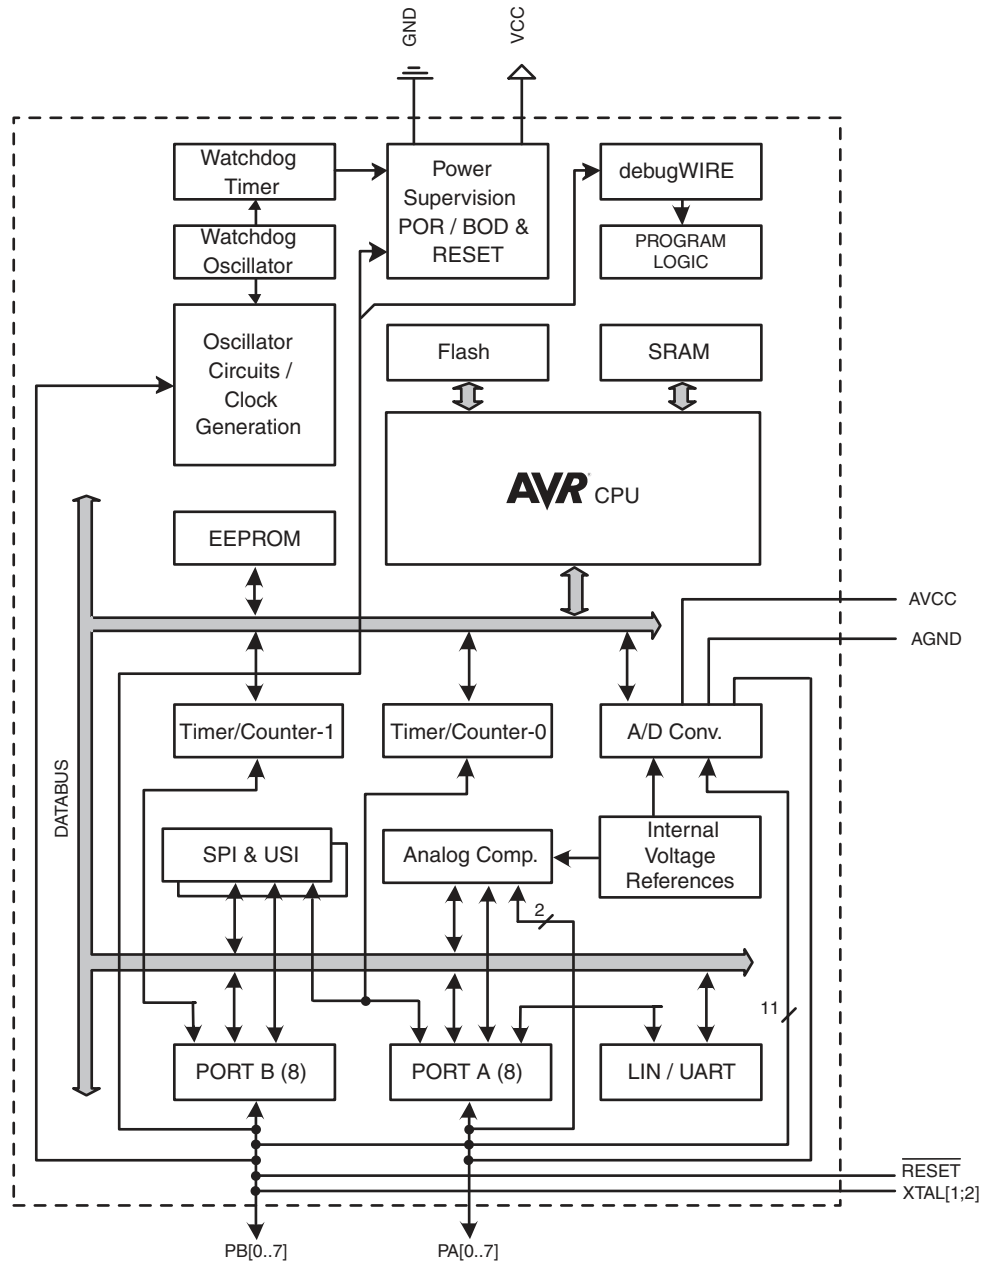 GND
VCC
Watchdog
Timer
Power
Supervision
POR / BOD &
RESET
debugWIRE
Watchdog
Oscillator
PROGRAM
LOGIC
Oscillator
Circuits /
Clock
Generation
Flash
SRAM
AVR® CPU
EEPROM
AVCC
AGND
Timer/Counter-1
Timer/Counter-0
A/D Conv.
DATABUS
SPI & USI
Analog Comp.
Internal
Voltage
References
2
11
PORT B (8)
PORT A (8)
LIN / UART
RESET
XTAL[1;2]
PB[0..7]
PA[0..7]